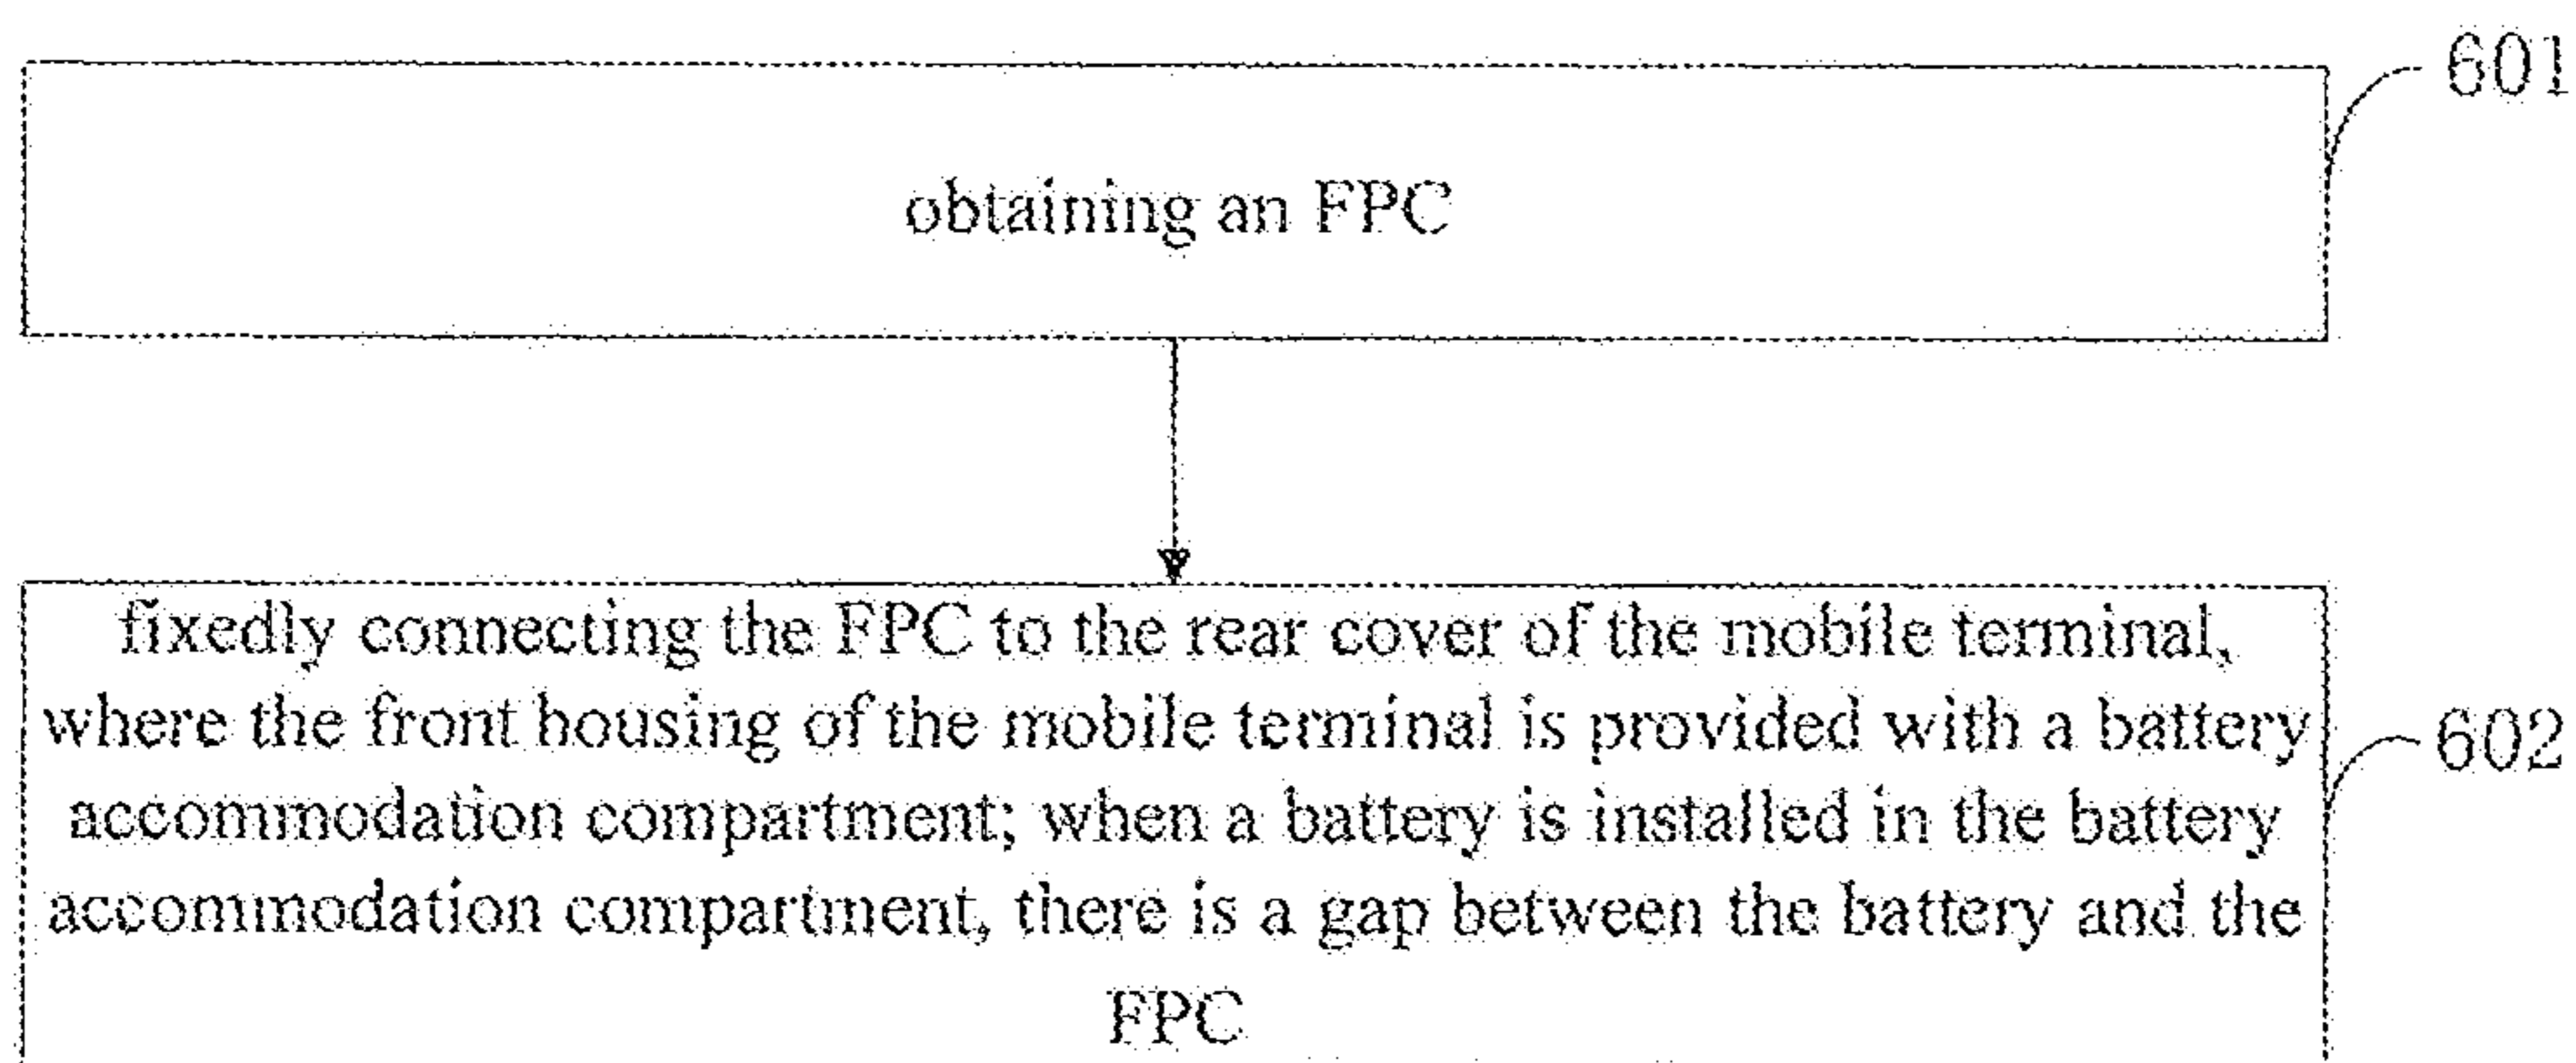 601
obtaining an FPC
fixedly connecting the FPC to the rear cover of the mobile terminal,
where the front housing of the mobile terminal is provided with a battery
602
accommodation compartment; when a battery is installed in the battery
accommodation compartment, there is a gap between the battery and the
FPC